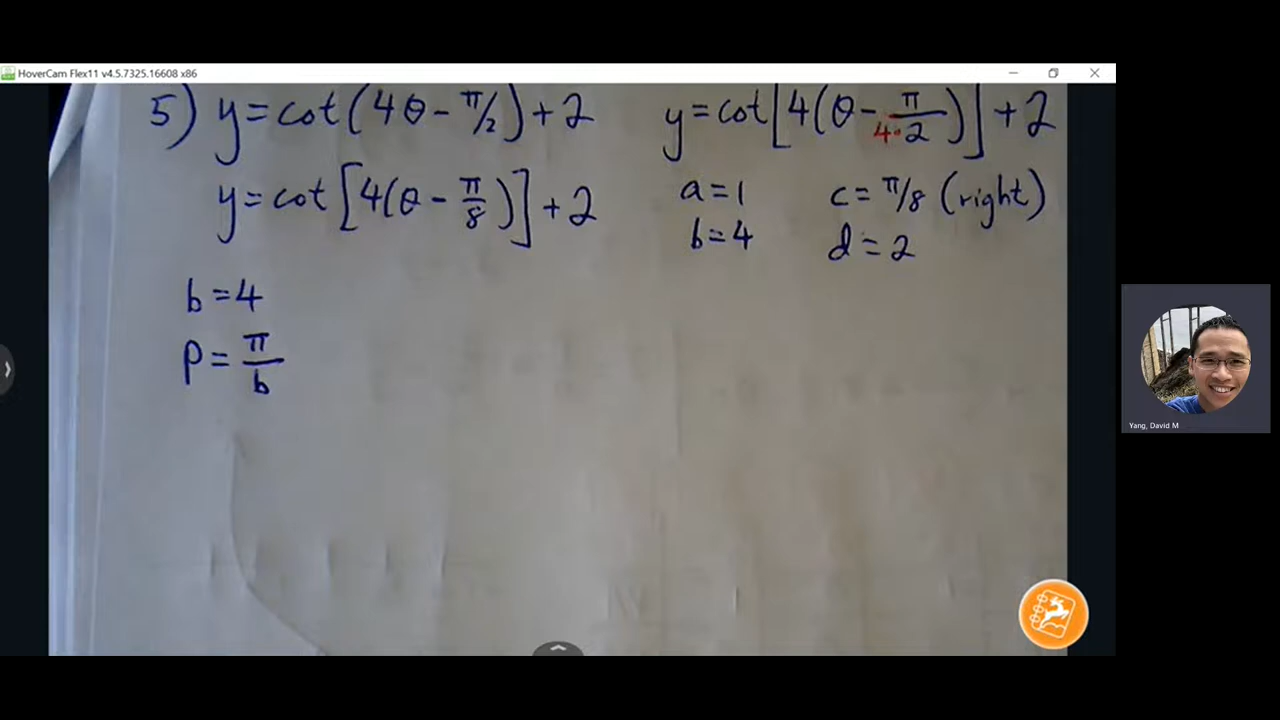 HoverCam Flex11 v4.5.7325.16608 x86
5) y = cot(4θ - π/2) + 2
y = cot[4(θ - π/4·2)] + 2
y = cot[4(θ - π/8)] + 2
a = 1
c = π/8 (right)
b = 4
d = 2
b = 4
P = π/b
Yang, David M